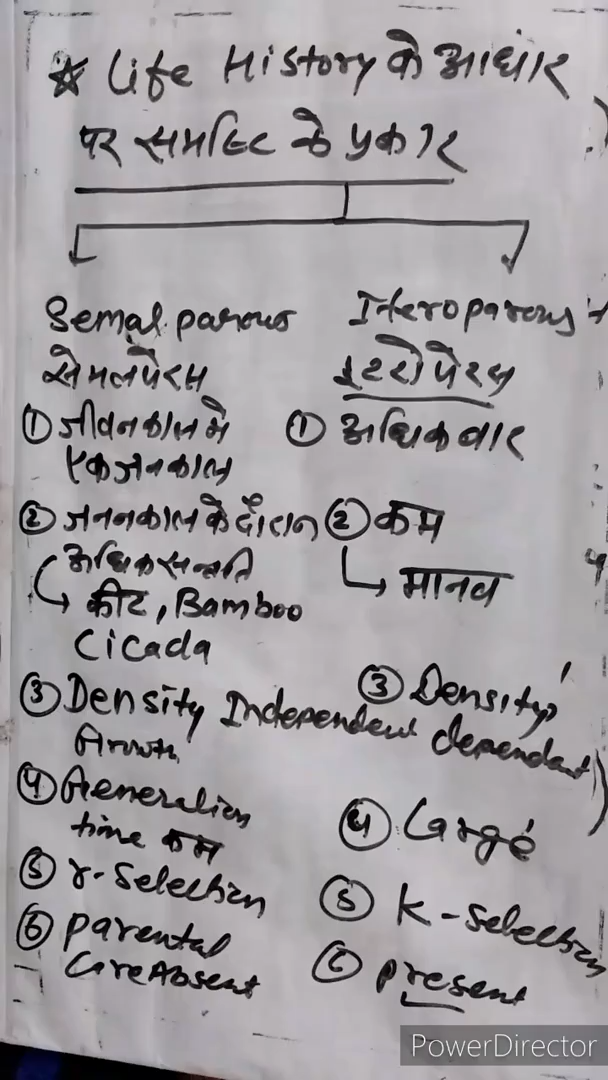 ☆ Life History के आधार
पर समष्टि के प्रकार
Semal parous
सेमलपैरस
① जीवनकाल मे
एक जननकाल
② जननकाल के दौरान
अधिक सन्तति
↳ कीट, Bamboo
Cicada
③ Density Independent
Growth
④ Generation
time कम
⑤ r-Selection
⑥ parental
Care Absent
Iteroparous
इटरोपैरस
① अधिक बार
② कम
↳ मानव
③ Density
dependant
④ Large
⑤ K-Selection
⑥ present
PowerDirector